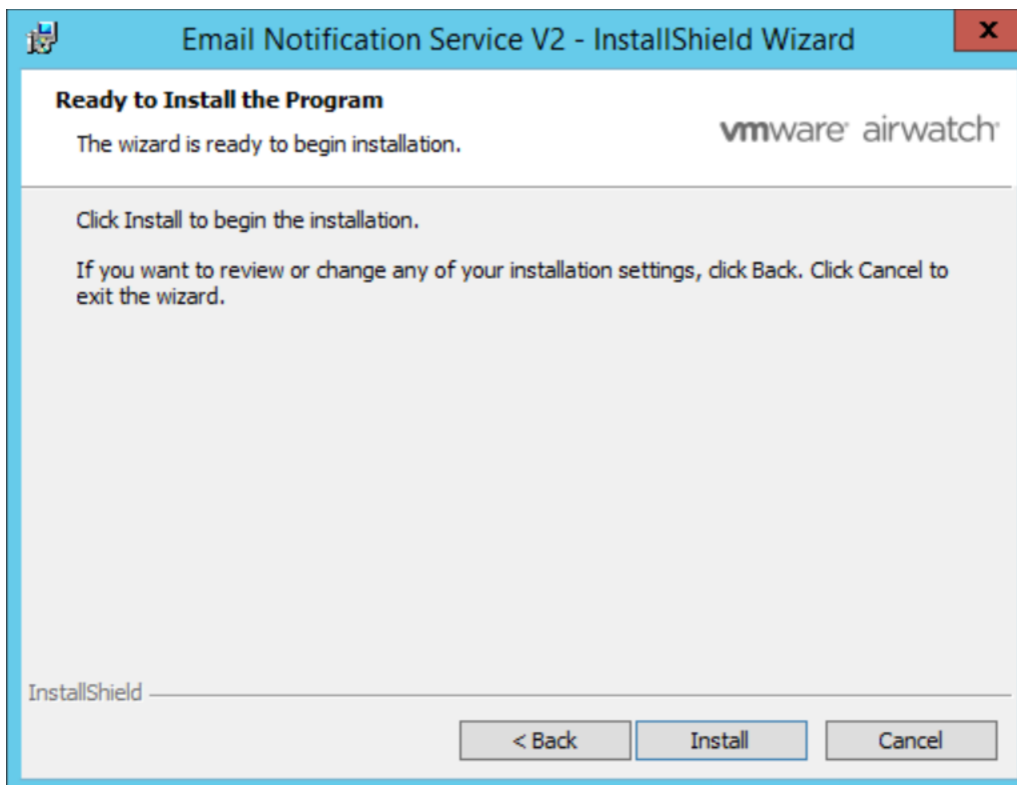 Email Notification Service V2 - InstallShield Wizard
x
Ready to Install the Program
The wizard is ready to begin installation.
vmware airwatch
Click Install to begin the installation.
If you want to review or change any of your installation settings, click Back. Click Cancel to
exit the wizard.
InstallShield
< Back
Install
Cancel